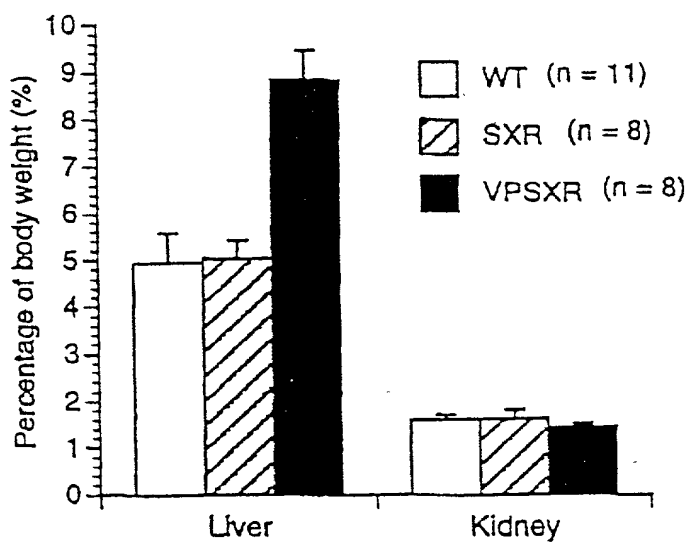 Percentage of body weight (%)
10
9
8
7
6
5
4
3
2
1
0
WT (n = 11)
SXR (n = 8)
VPSXR (n = 8)
Liver
Kidney